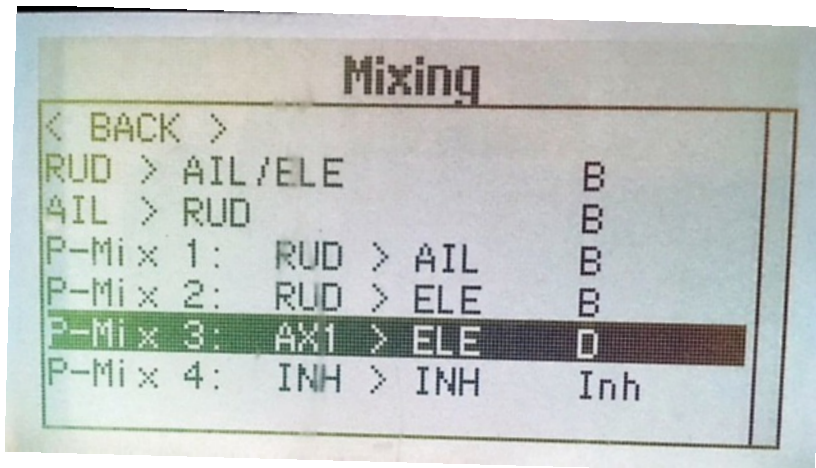 Mixing
< BACK >
RUD > AIL/ELE B
AIL > RUD B
P-Mix 1: RUD > AIL B
P-Mix 2: RUD > ELE B
P-Mix 3: AX1 > ELE D
P-Mix 4: INH > INH Inh